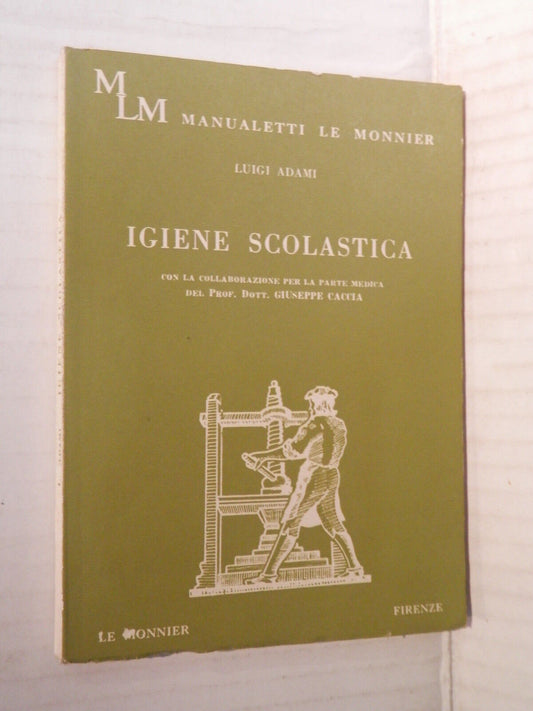 MLM MANUALETTI LE MONNIER
LUIGI ADAMI
IGIENE SCOLASTICA
CON LA COLLABORAZIONE PER LA PARTE MEDICA
DEL PROF. DOTT. GIUSEPPE CACCIA
LE MONNIER
FIRENZE